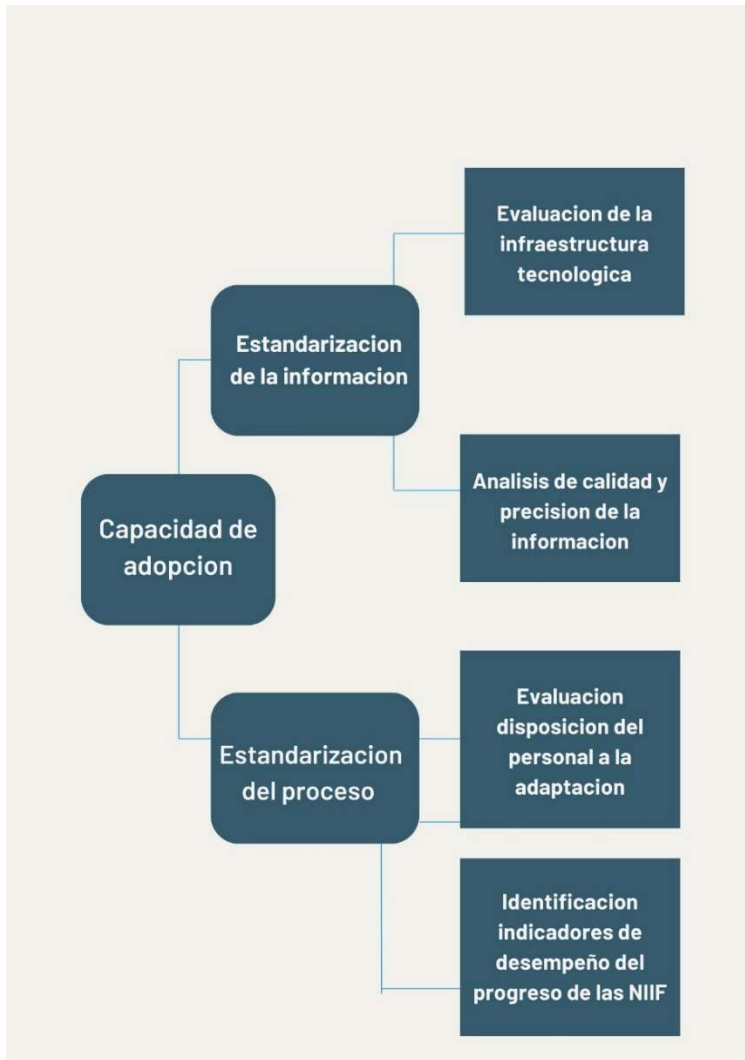 Evaluacion de la
infraestructura
tecnologica
Estandarizacion
de la informacion
Analisis de calidad y
precision de la
informacion
Capacidad de
adopcion
Evaluacion
disposicion del
personal a la
adaptacion
Estandarizacion
del proceso
Identificacion
indicadores de
desempeño del
progreso de las NIIF